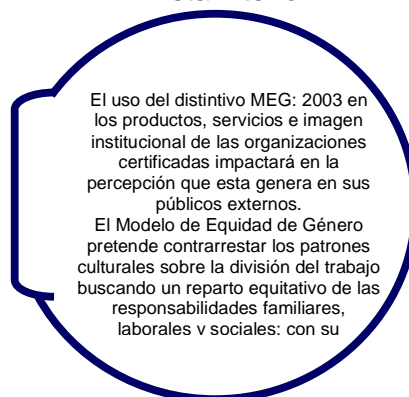 El uso del distintivo MEG: 2003 en
los productos, servicios e imagen
institucional de las organizaciones
certificadas impactará en la
percepción que esta genera en sus
públicos externos.
El Modelo de Equidad de Género
pretende contrarrestar los patrones
culturales sobre la división del trabajo
buscando un reparto equitativo de las
responsabilidades familiares,
laborales y sociales: con su